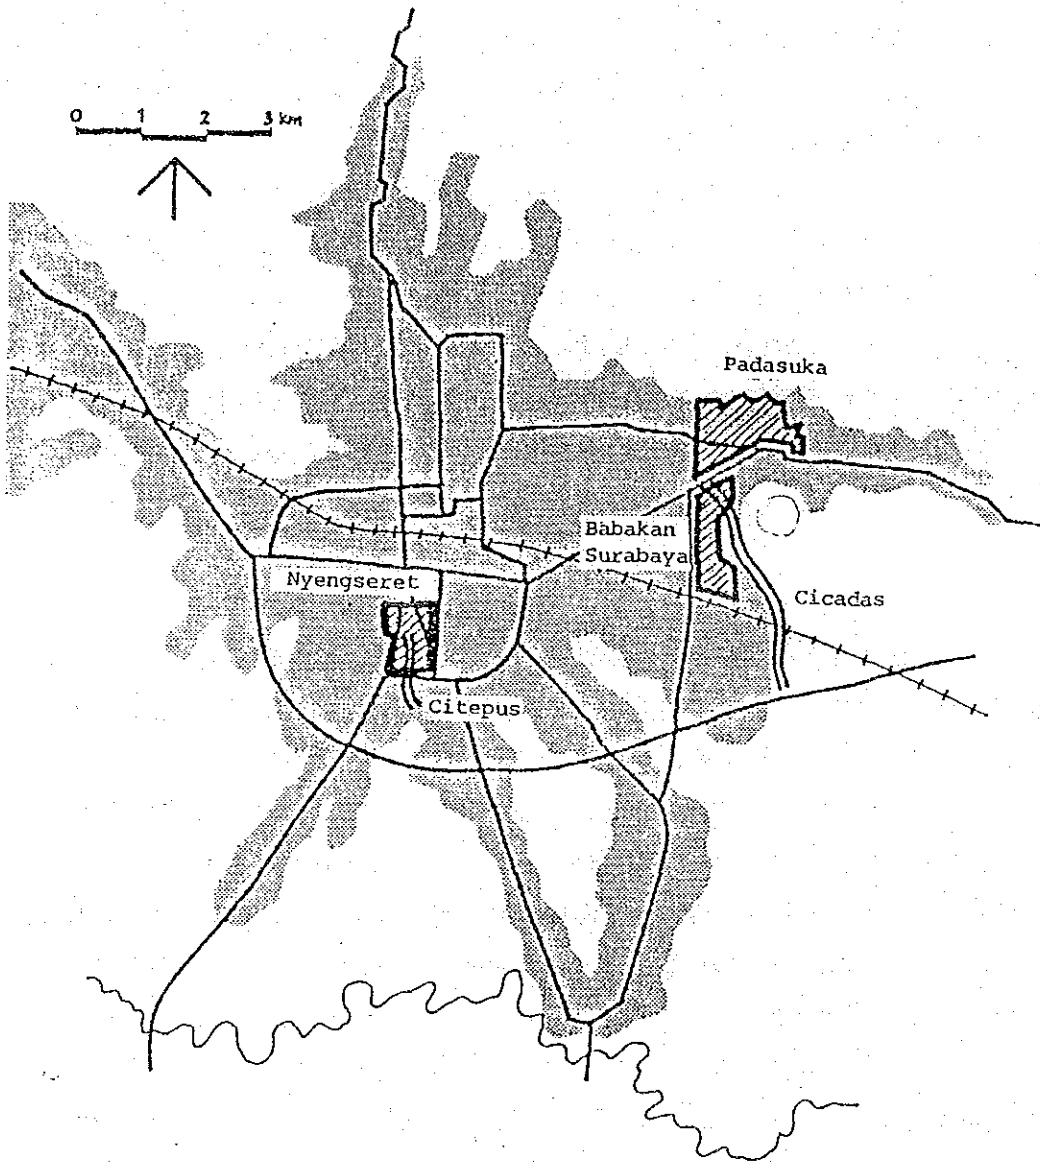 0 1 2 3 km
Padasuka
Babakan
Surabaya
Nyengseret
Cicadas
Citepus